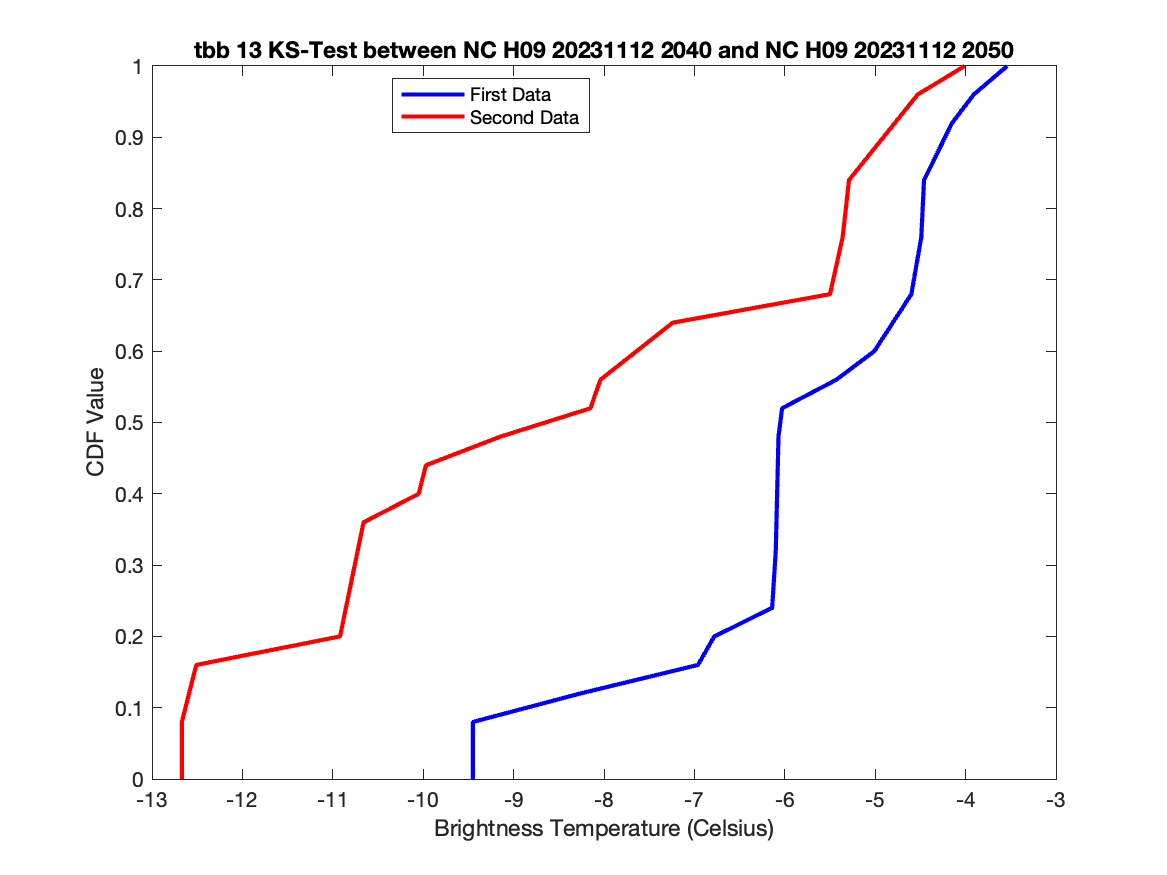 tbb 13 KS-Test between NC H09 20231112 2040 and NC H09 20231112 2050
First Data
Second Data
CDF Value
1
0.9
0.8
0.7
0.6
0.5
0.4
0.3
0.2
0.1
0
-13 -12 -11 -10 -9 -8 -7 -6 -5 -4 -3
Brightness Temperature (Celsius)